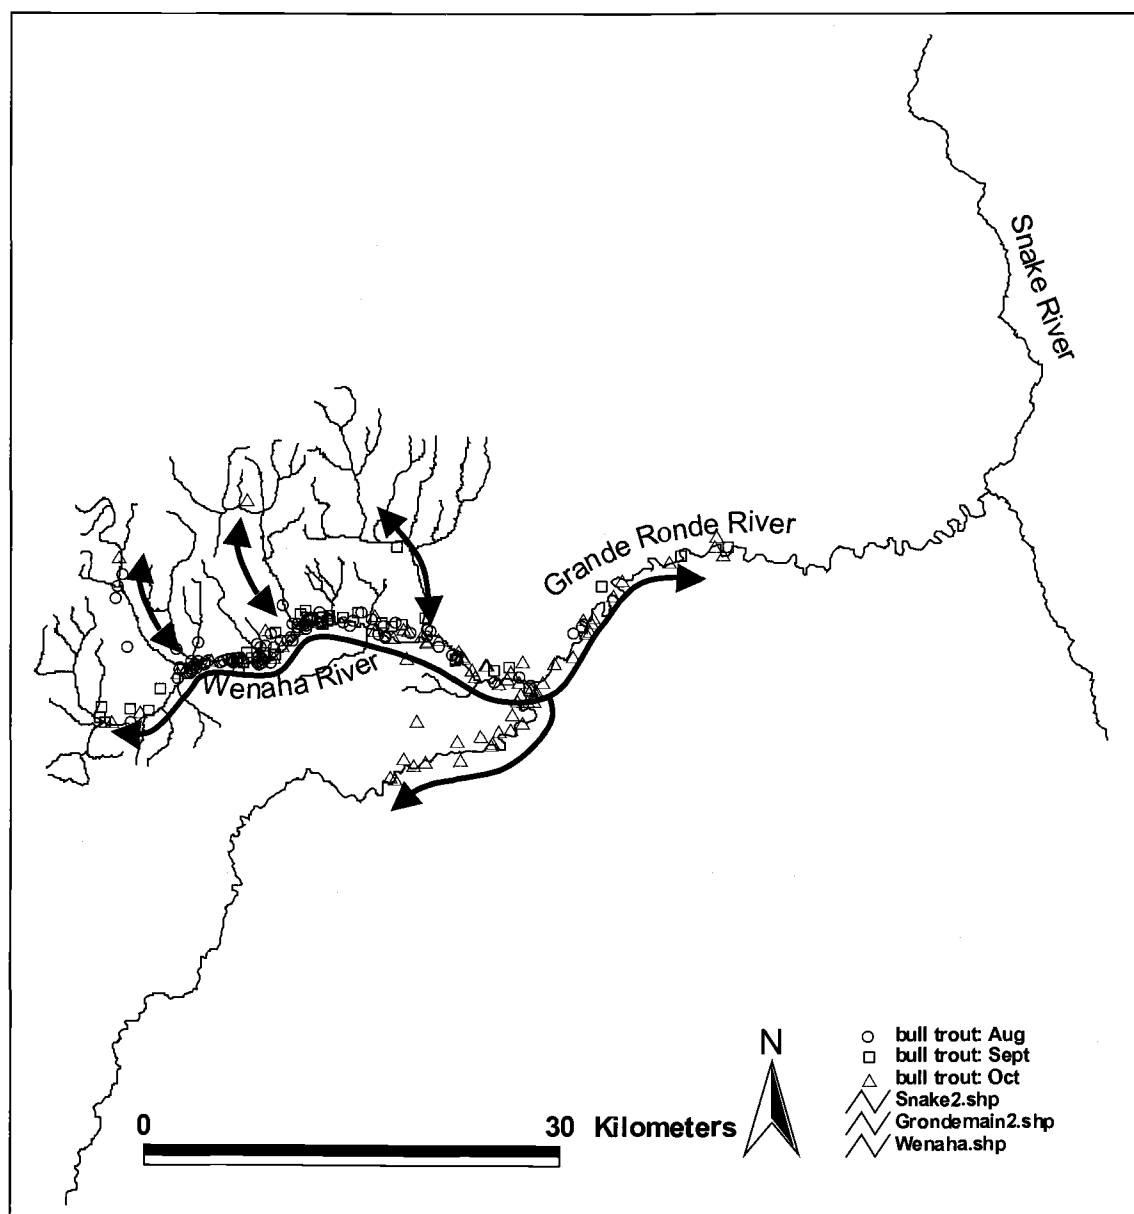 Snake River
Grande Ronde River
Wenaha River
N
bull trout: Aug
bull trout: Sept
bull trout: Oct
Snake2.shp
Grondemain2.shp
Wenaha.shp
0 30 Kilometers